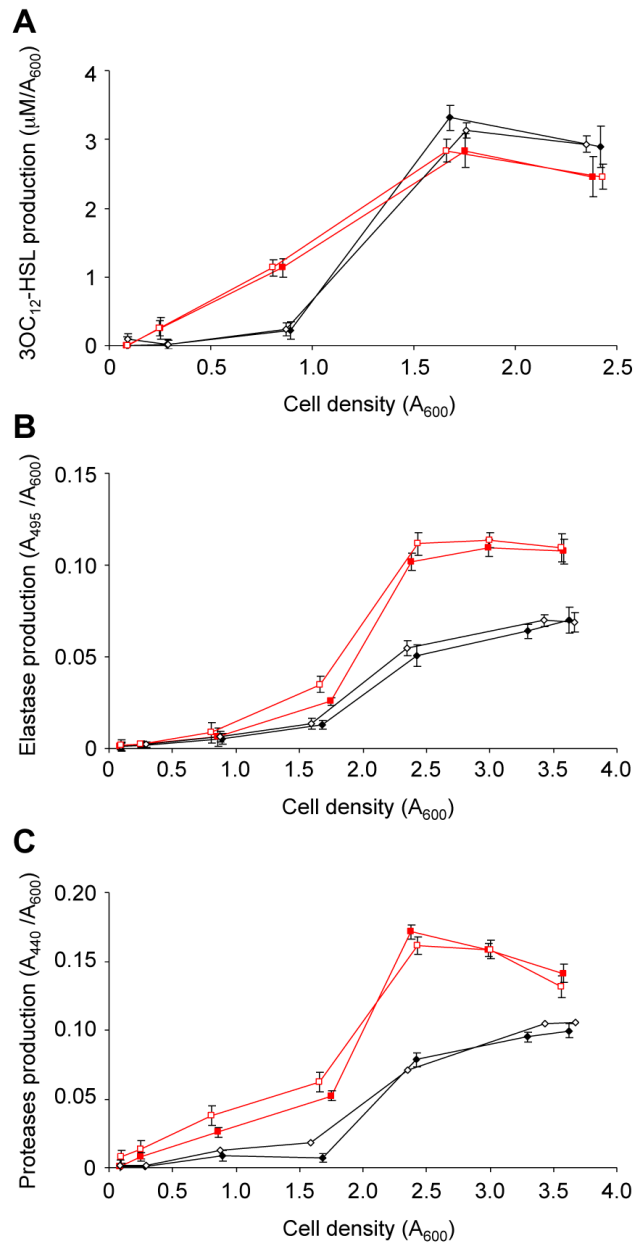 A
3OC12-HSL production (μM/A600)
4
3
2
1
0
0 0.5 1.0 1.5 2.0 2.5
Cell density (A600)
B
Elastase production (A495 /A600)
0.15
0.10
0.05
0
0 0.5 1.0 1.5 2.0 2.5 3.0 3.5 4.0
Cell density (A600)
C
Proteases production (A440 /A600)
0.20
0.15
0.10
0.05
0
0 0.5 1.0 1.5 2.0 2.5 3.0 3.5 4.0
Cell density (A600)